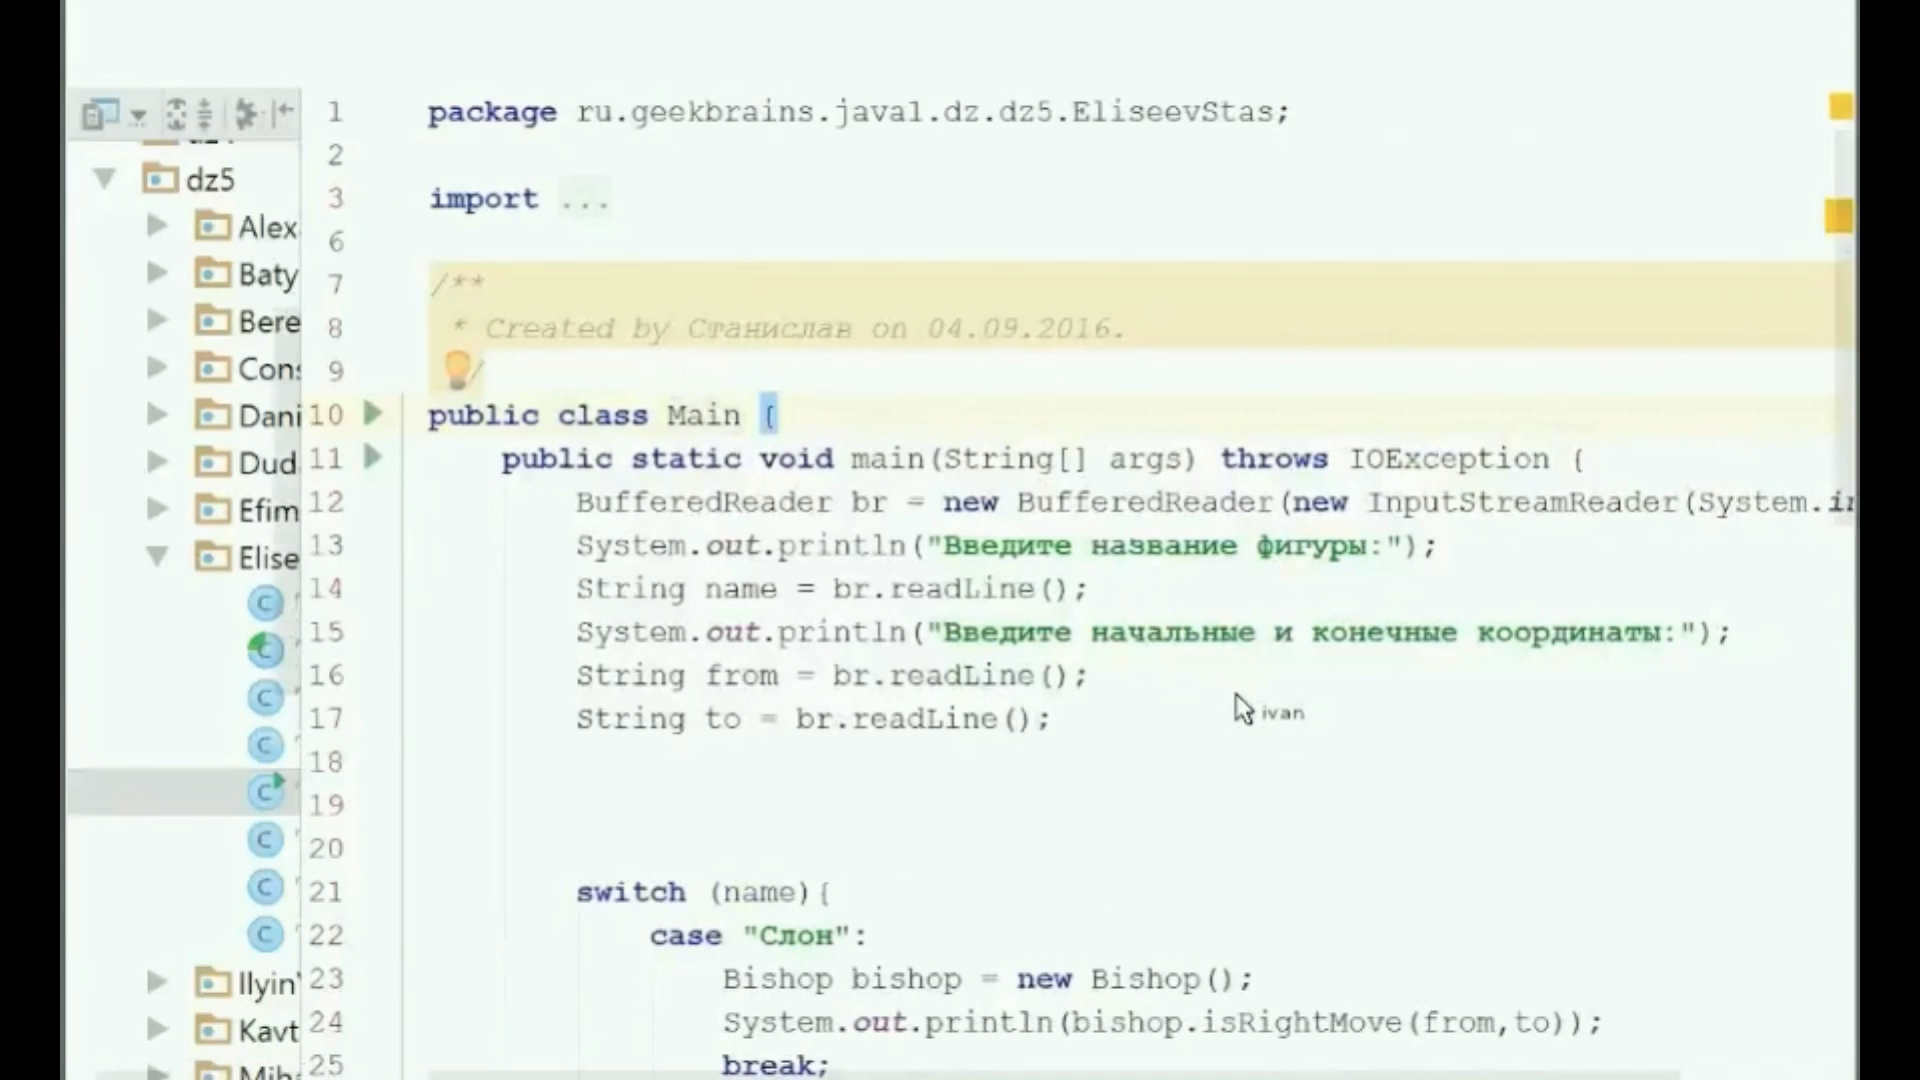 dz5
Alex
Baty
Bere
Cons
Dani
Dud
Efim
Elise
llyin
Kavt
Miha
1 package ru.geekbrains.java1.dz.dz5.EliseevStas;
2
3 import ...
6
7 /**
8 * Created by Станислав on 04.09.2016.
9 /
10 public class Main {
11 public static void main(String[] args) throws IOException {
12 BufferedReader br = new BufferedReader(new InputStreamReader(System.in
13 System.out.println("Введите название фигуры:");
14 String name = br.readLine();
15 System.out.println("Введите начальные и конечные координаты:");
16 String from = br.readLine();
17 String to = br.readLine();
ivan
18
19
20
21 switch (name){
22 case "Слон":
23 Bishop bishop = new Bishop();
24 System.out.println(bishop.isRightMove(from,to));
25 break;